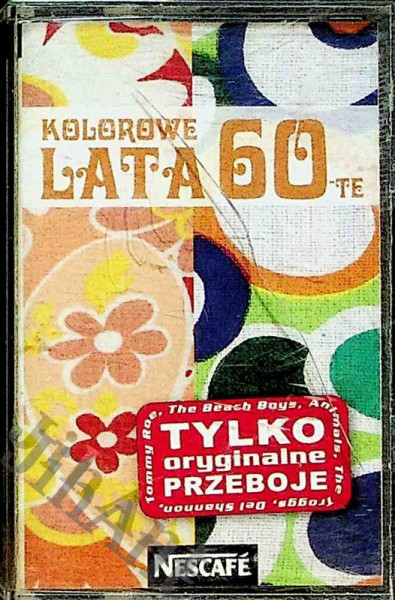 KOLOROWE
LATA 60-TE
Tommy Roe, The Beach Boys, Animals, The Troggs, Del Shannon,
TYLKO
oryginalne
PRZEBOJE
NESCAFÉ